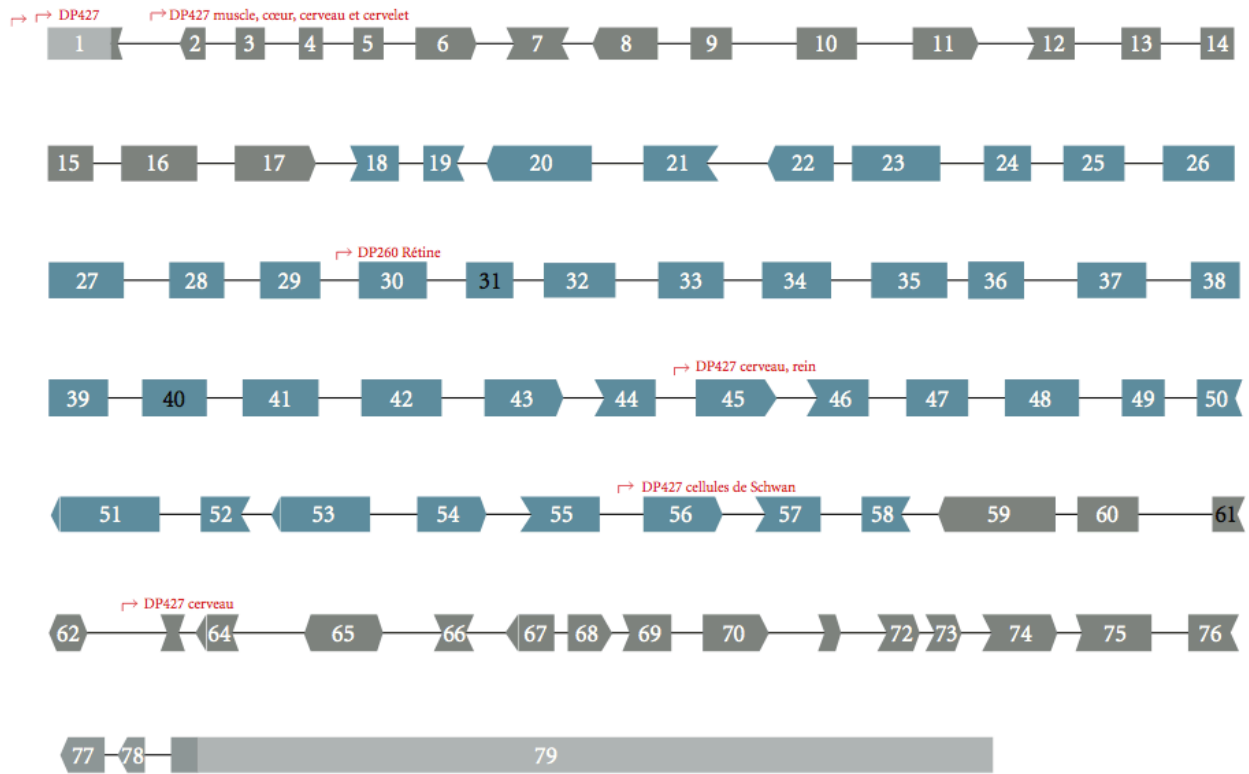 DP427 DP427 muscle, cœur, cerveau et cervelet
1 2 3 4 5 6 7 8 9 10 11 12 13 14
15 16 17 18 19 20 21 22 23 24 25 26
DP260 Rétine
27 28 29 30 31 32 33 34 35 36 37 38
DP427 cerveau, rein
39 40 41 42 43 44 45 46 47 48 49 50
DP427 cellules de Schwan
51 52 53 54 55 56 57 58 59 60 61
DP427 cerveau
62 64 65 66 67 68 69 70 72 73 74 75 76
77 78 79